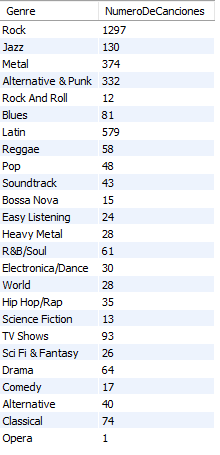 Genre NumeroDeCanciones
Rock 1297
Jazz 130
Metal 374
Alternative & Punk 332
Rock And Roll 12
Blues 81
Latin 579
Reggae 58
Pop 48
Soundtrack 43
Bossa Nova 15
Easy Listening 24
Heavy Metal 28
R&B/Soul 61
Electronica/Dance 30
World 28
Hip Hop/Rap 35
Science Fiction 13
TV Shows 93
Sci Fi & Fantasy 26
Drama 64
Comedy 17
Alternative 40
Classical 74
Opera 1